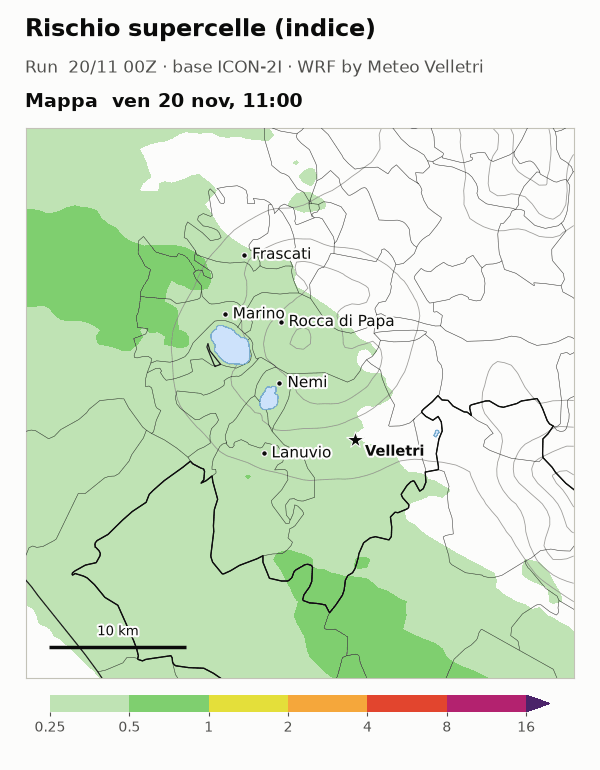 Rischio supercelle (indice)
Run 20/11 00Z · base ICON-2I · WRF by Meteo Velletri
Mappa ven 20 nov, 11:00
Frascati
Marino
Rocca di Papa
Nemi
Velletri
Lanuvio
10 km
0.25 0.5 1 2 4 8 16